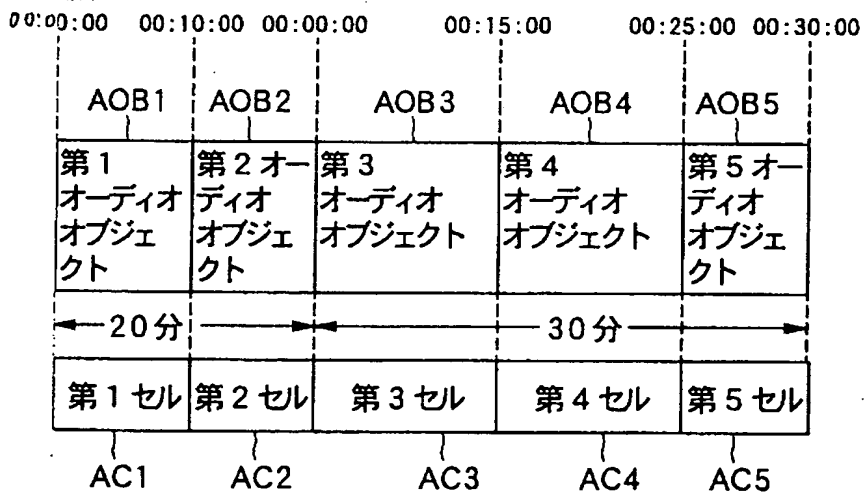 00:00:00 00:10:00 00:00:00 00:15:00 00:25:00 00:30:00
AOB1 AOB2 AOB3 AOB4 AOB5
第1
オーディオ
オブジェ
クト
第2オー
ディオ
オブジェ
クト
第3
オーディオ
オブジェクト
第4
オーディオ
オブジェクト
第5オー
ディオ
オブジェ
クト
20分 30分
第1セル 第2セル 第3セル 第4セル 第5セル
AC1 AC2 AC3 AC4 AC5